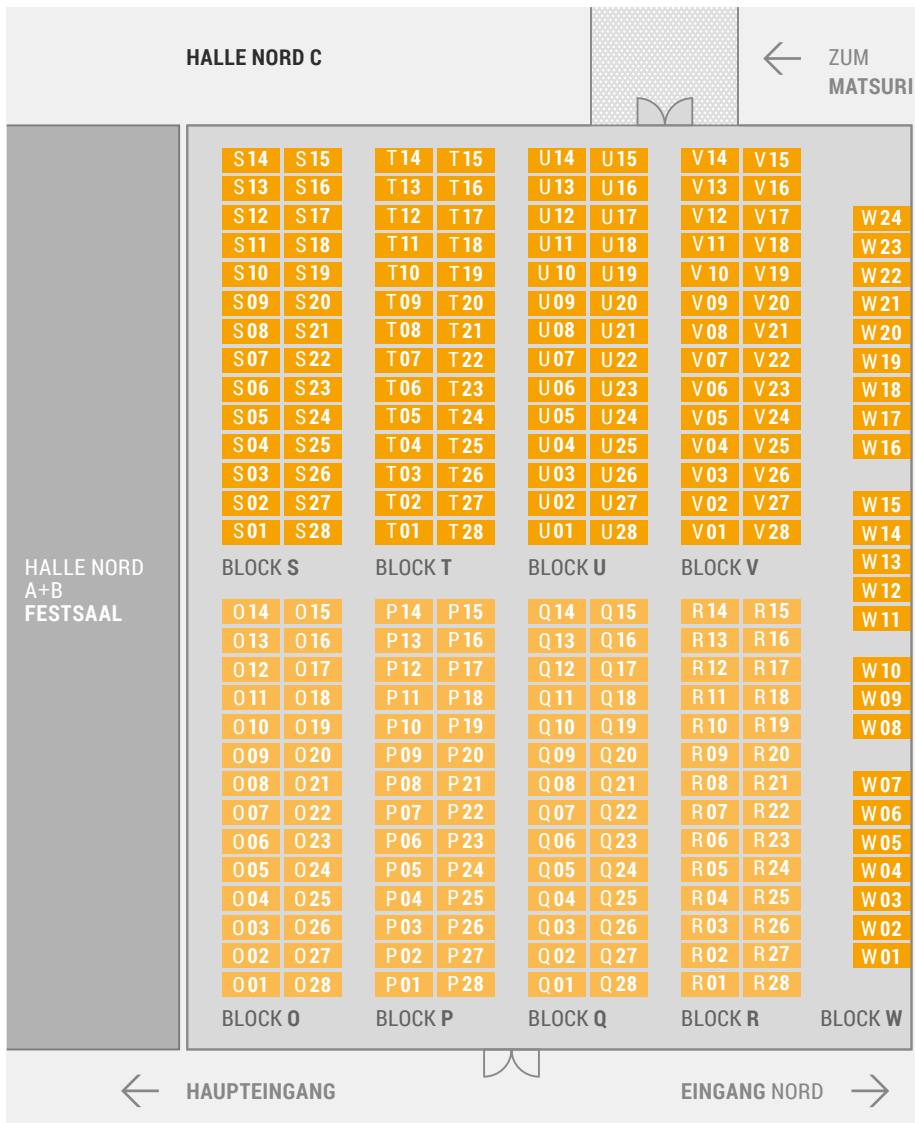 HALLE NORD C
ZUM
MATSURI
S14 S15 T14 T15 U14 U15 V14 V15
S13 S16 T13 T16 U13 U16 V13 V16
S12 S17 T12 T17 U12 U17 V12 V17 W24
S11 S18 T11 T18 U11 U18 V11 V18 W23
S10 S19 T10 T19 U10 U19 V10 V19 W22
S09 S20 T09 T20 U09 U20 V09 V20 W21
S08 S21 T08 T21 U08 U21 V08 V21 W20
S07 S22 T07 T22 U07 U22 V07 V22 W19
S06 S23 T06 T23 U06 U23 V06 V23 W18
S05 S24 T05 T24 U05 U24 V05 V24 W17
S04 S25 T04 T25 U04 U25 V04 V25 W16
S03 S26 T03 T26 U03 U26 V03 V26
S02 S27 T02 T27 U02 U27 V02 V27 W15
S01 S28 T01 T28 U01 U28 V01 V28 W14
BLOCK S BLOCK T BLOCK U BLOCK V W13
HALLE NORD
A+B
FESTSAAL
W12
O14 O15 P14 P15 Q14 Q15 R14 R15 W11
O13 O16 P13 P16 Q13 Q16 R13 R16
O12 O17 P12 P17 Q12 Q17 R12 R17 W10
O11 O18 P11 P18 Q11 Q18 R11 R18 W09
O10 O19 P10 P19 Q10 Q19 R10 R19 W08
O09 O20 P09 P20 Q09 Q20 R09 R20
O08 O21 P08 P21 Q08 Q21 R08 R21 W07
O07 O22 P07 P22 Q07 Q22 R07 R22 W06
O06 O23 P06 P23 Q06 Q23 R06 R23 W05
O05 O24 P05 P24 Q05 Q24 R05 R24 W04
O04 O25 P04 P25 Q04 Q25 R04 R25 W03
O03 O26 P03 P26 Q03 Q26 R03 R26 W02
O02 O27 P02 P27 Q02 Q27 R02 R27 W01
O01 O28 P01 P28 Q01 Q28 R01 R28
BLOCK O BLOCK P BLOCK Q BLOCK R BLOCK W
HAUPTEINGANG EINGANG NORD